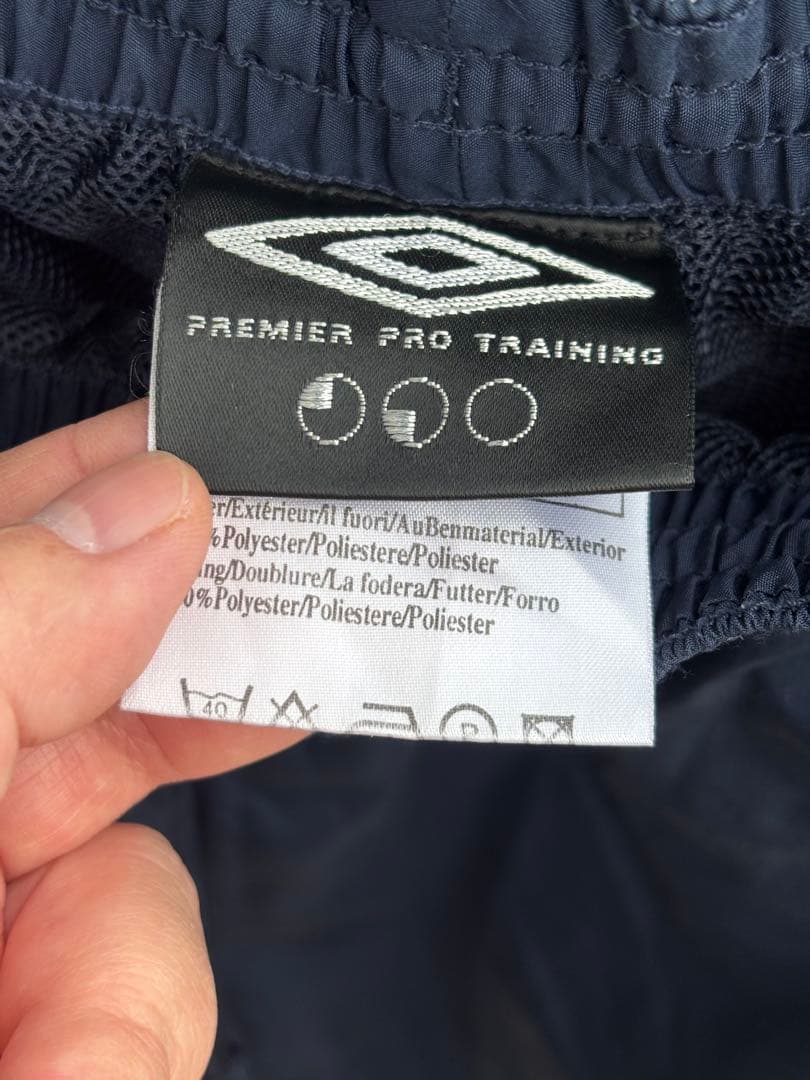 PREMIER PRO TRAINING
er/Extérieur/il fuori/AuBenmaterial/Exterior
%Polyester/Poliestere/Poliester
ing/Doublure/La fodera/Futter/Forro
0%Polyester/Poliestere/Poliester
40
P